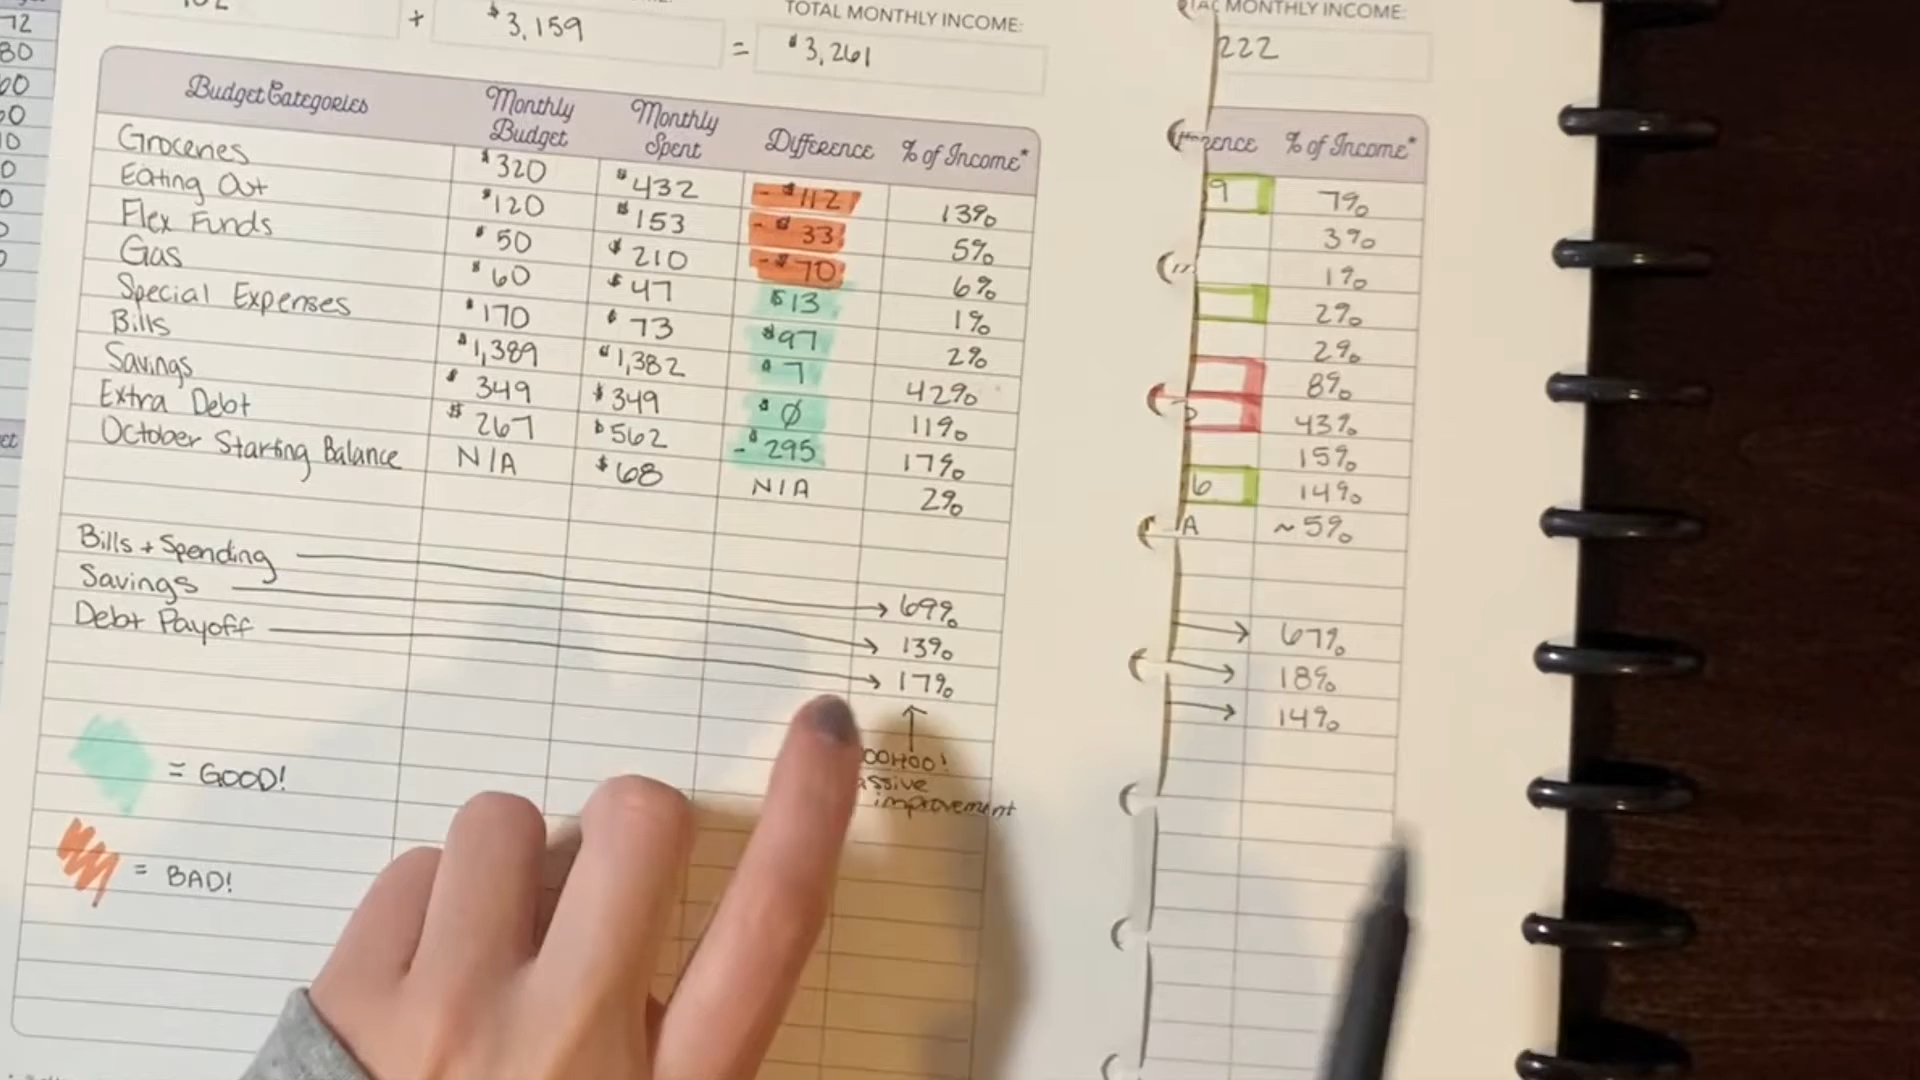 72
80
$3,159
TOTAL MONTHLY INCOME:
+
=
$3,261
MONTHLY INCOME:
222
Budget Categories Monthly Budget Monthly Spent Difference % of Income*
Groceries $320 $432 -$112 13%
Eating Out $120 $153 -$33 5%
Flex Funds $50 $210 -$70 6%
Gas $60 $47 $13 1%
Special Expenses $170 $73 $97 2%
Bills $1,389 $1,382 $7 42%
Savings $349 $349 $0 11%
Extra Debt $267 $562 -$295 17%
October Starting Balance N/A $68 N/A 2%
Bills + Spending → 69%
Savings → 13%
Debt Payoff → 17%
improvement
= GOOD!
= BAD!
% of Income*
9 7%
3%
1%
2%
2%
8%
43%
15%
6 14%
A ~5%
→ 67%
→ 18%
→ 14%